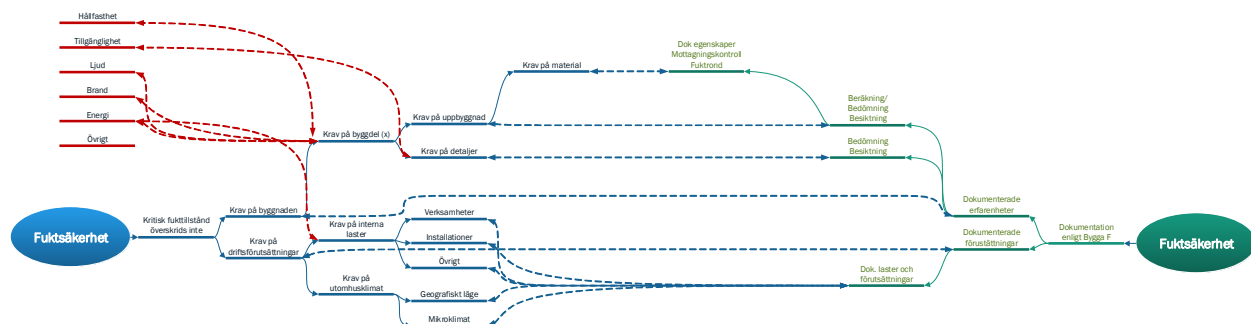 Hållfasthet
Tillgänglighet
Ljud
Brand
Energi
Övrigt
Krav på byggdel (x)
Krav på uppbyggnad
Krav på detaljer
Krav på material
Dok egenskaper
Mottagningskontroll
Fuktrond
Beräkning/
Bedömning
Besiktning
Bedömning
Besiktning
Fuktsäkerhet
Kritisk fukttillstånd
överskrids inte
Krav på byggnaden
Krav på
driftsförutsättningar
Krav på interna
laster
Krav på
utomhusklimat
Verksamheter
Installationer
Övrigt
Geografiskt läge
Mikroklimat
Dokumenterade
erfarenheter
Dokumenterade
förustättningar
Dok. laster och
förutsättningar
Dokumentation
enligt Bygga F
Fuktsäkerhet